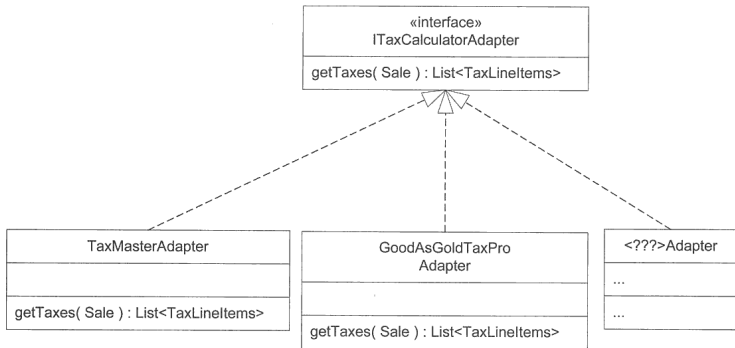 «interface»
ITaxCalculatorAdapter
getTaxes( Sale ) : List<TaxLineItems>
TaxMasterAdapter
getTaxes( Sale ) : List<TaxLineItems>
GoodAsGoldTaxPro
Adapter
getTaxes( Sale ) : List<TaxLineItems>
<???>Adapter
...
...